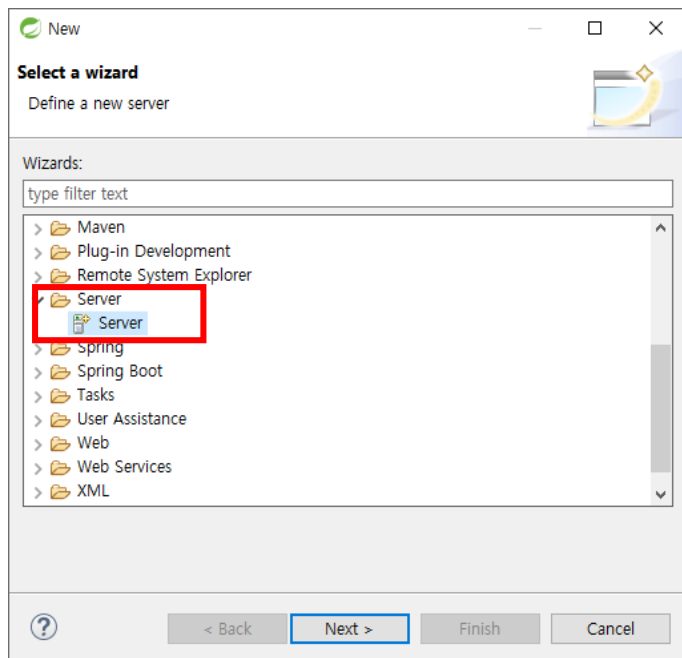 New
Select a wizard
Define a new server
Wizards:
type filter text
Maven
Plug-in Development
Remote System Explorer
Server
Server
Spring
Spring Boot
Tasks
User Assistance
Web
Web Services
XML
? < Back Next > Finish Cancel